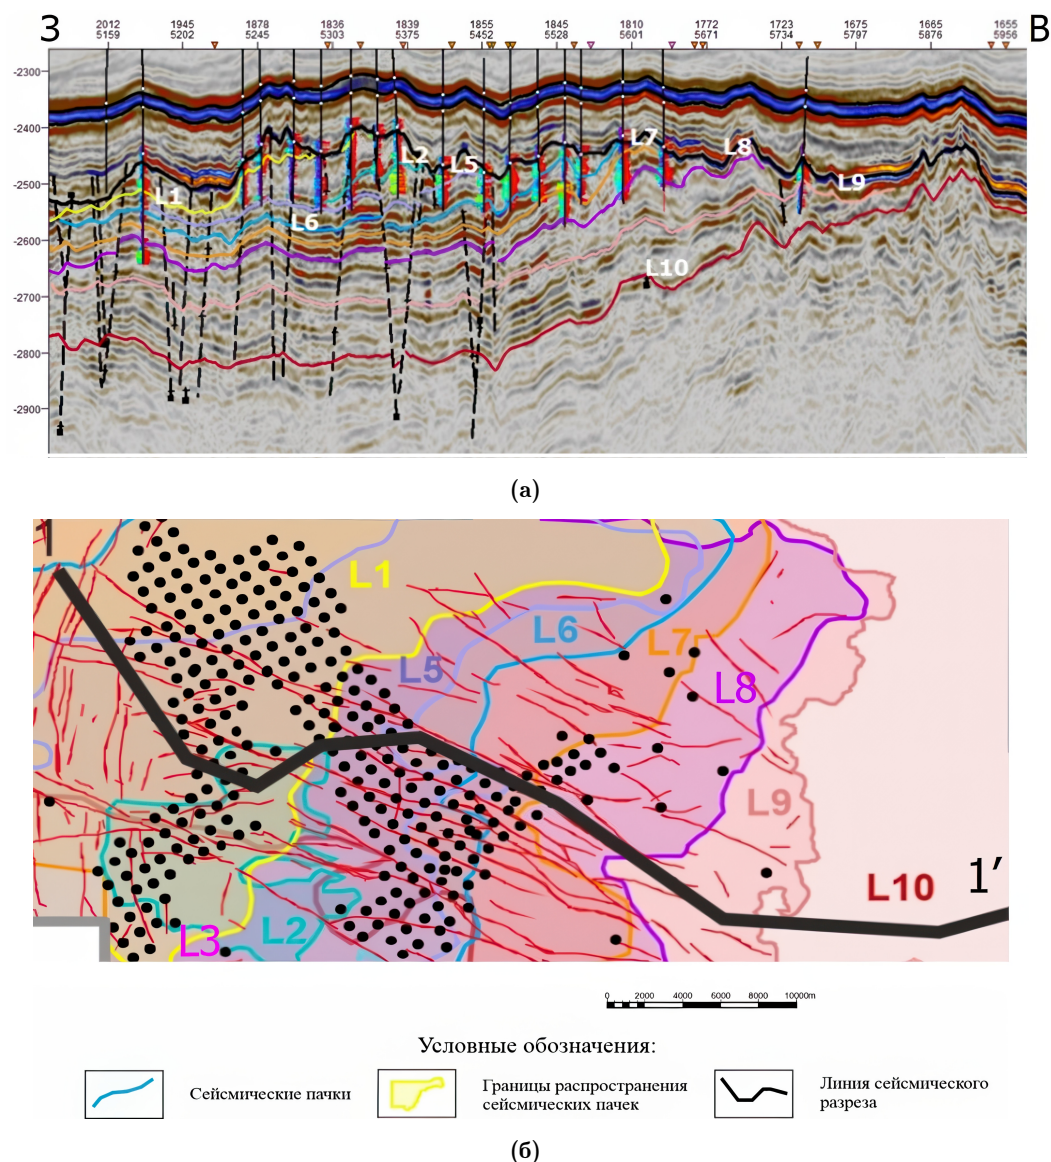 З
В
2012 1945 1878 1836 1839 1855 1845 1810 1772 1723 1675 1665 1655
5159 5202 5245 5303 5375 5452 5528 5601 5671 5734 5797 5876 5956
-2300
-2400
-2500
-2600
-2700
-2800
-2900
L1
L6
L2
L5
L7
L8
L9
L10
(а)
1
L1
L6
L7
L5
L8
L9
L10
1′
L3
L2
0 2000 4000 6000 8000 10000m
Условные обозначения:
Сейсмические пачки
Границы распространения
сейсмических пачек
Линия сейсмического
разреза
(б)